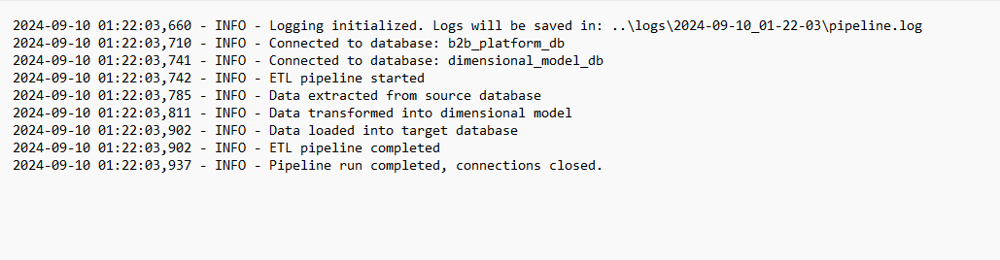 2024-09-10 01:22:03,660 - INFO - Logging initialized. Logs will be saved in: ..\logs\2024-09-10_01-22-03\pipeline.log
2024-09-10 01:22:03,710 - INFO - Connected to database: b2b_platform_db
2024-09-10 01:22:03,741 - INFO - Connected to database: dimensional_model_db
2024-09-10 01:22:03,742 - INFO - ETL pipeline started
2024-09-10 01:22:03,785 - INFO - Data extracted from source database
2024-09-10 01:22:03,811 - INFO - Data transformed into dimensional model
2024-09-10 01:22:03,902 - INFO - Data loaded into target database
2024-09-10 01:22:03,902 - INFO - ETL pipeline completed
2024-09-10 01:22:03,937 - INFO - Pipeline run completed, connections closed.